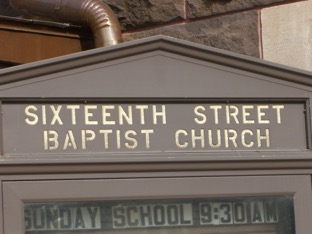 SIXTEENTH STREET
BAPTIST CHURCH
SUNDAY SCHOOL 9:30AM